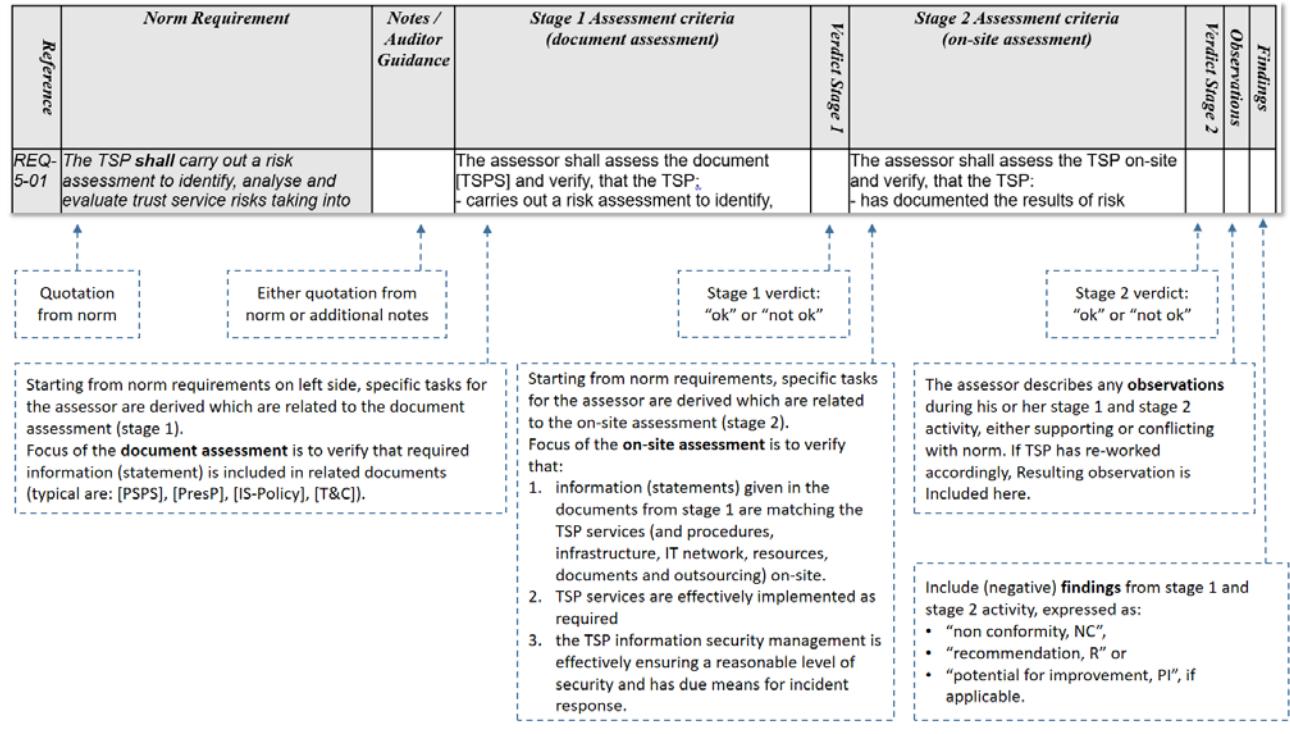 Reference
Norm Requirement
Notes /
Auditor
Guidance
Stage 1 Assessment criteria
(document assessment)
Verdict Stage 1
Stage 2 Assessment criteria
(on-site assessment)
Verdict Stage 2
Observations
Findings
REQ-
5-01
The TSP shall carry out a risk
assessment to identify, analyse and
evaluate trust service risks taking into
The assessor shall assess the document
[TSPS] and verify, that the TSP:
- carries out a risk assessment to identify,
The assessor shall assess the TSP on-site
and verify, that the TSP:
- has documented the results of risk
Quotation
from norm
Either quotation from
norm or additional notes
Stage 1 verdict:
“ok” or “not ok”
Stage 2 verdict:
“ok” or “not ok”
Starting from norm requirements on left side, specific tasks for
the assessor are derived which are related to the document
assessment (stage 1).
Focus of the document assessment is to verify that required
information (statement) is included in related documents
(typical are: [PSPS], [PresP], [IS-Policy], [T&C]).
Starting from norm requirements, specific tasks
for the assessor are derived which are related
to the on-site assessment (stage 2).
Focus of the on-site assessment is to verify
that:
1. information (statements) given in the
documents from stage 1 are matching the
TSP services (and procedures,
infrastructure, IT network, resources,
documents and outsourcing) on-site.
2. TSP services are effectively implemented as
required
3. the TSP information security management is
effectively ensuring a reasonable level of
security and has due means for incident
response.
The assessor describes any observations
during his or her stage 1 and stage 2
activity, either supporting or conflicting
with norm. If TSP has re-worked
accordingly, Resulting observation is
Included here.
Include (negative) findings from stage 1 and
stage 2 activity, expressed as:
• “non conformity, NC”,
• “recommendation, R” or
• “potential for improvement, PI”, if
applicable.